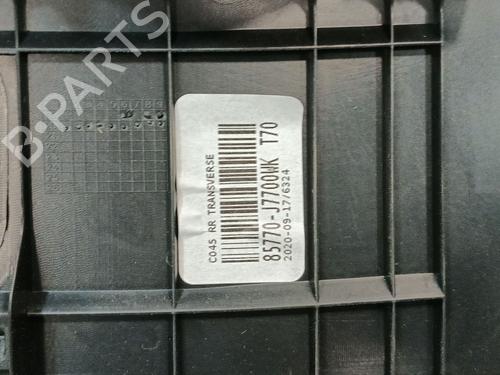 B-PARTS
C045 RR TRANSVERSE
85770-J7700WK T70
2020-09-17/6324